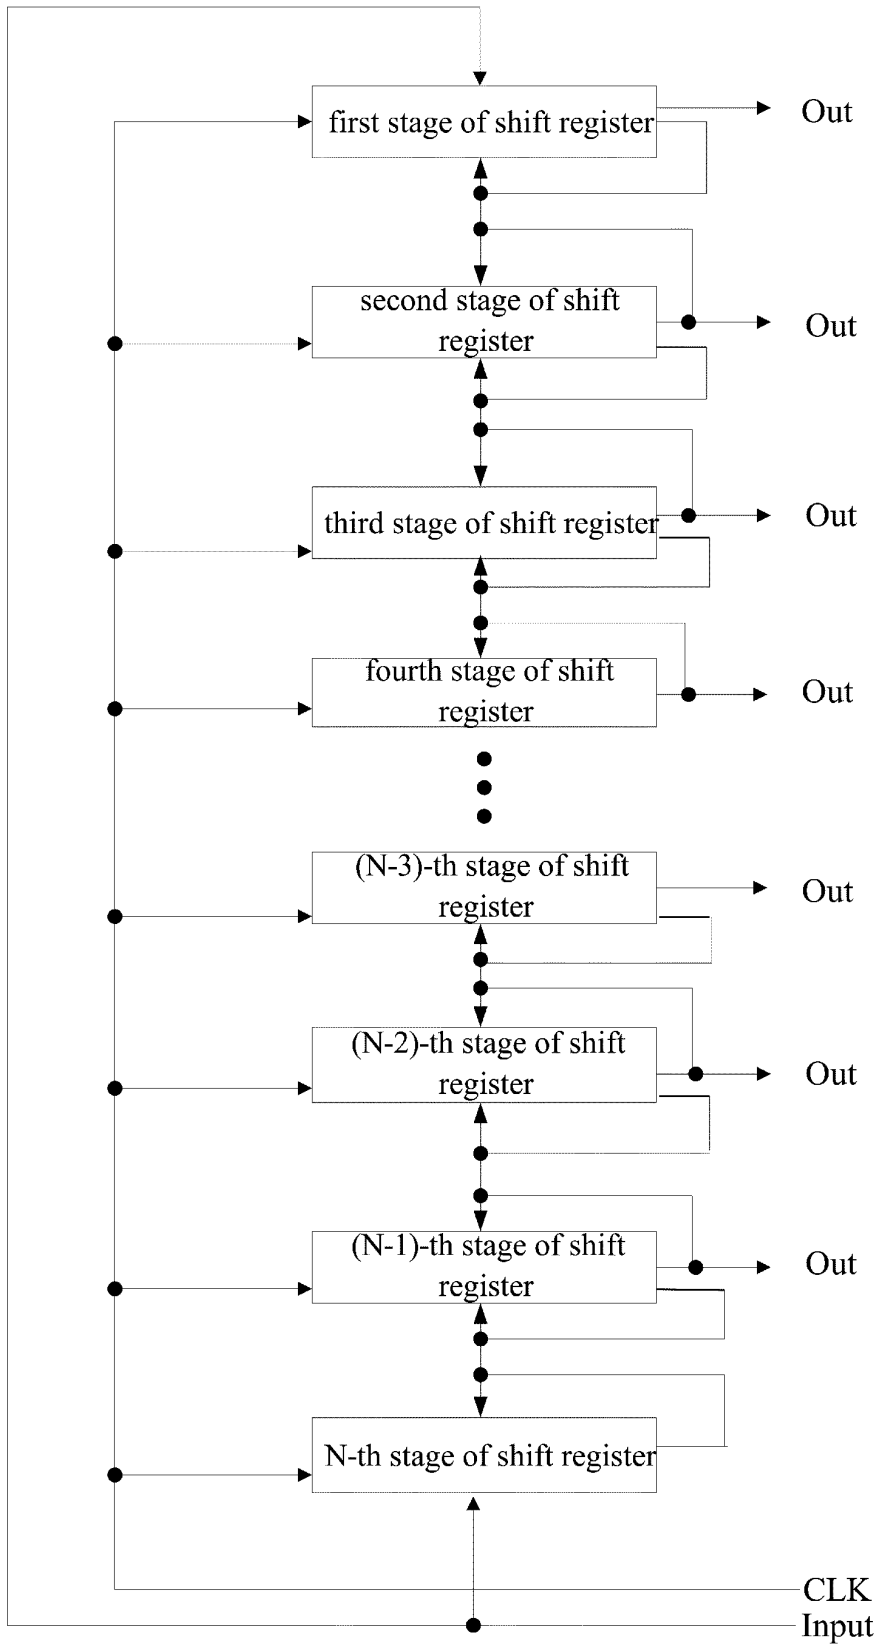 first stage of shift register
Out
second stage of shift
register
Out
third stage of shift register
Out
fourth stage of shift
register
Out
(N-3)-th stage of shift
register
Out
(N-2)-th stage of shift
register
Out
(N-1)-th stage of shift
register
Out
N-th stage of shift register
CLK
Input